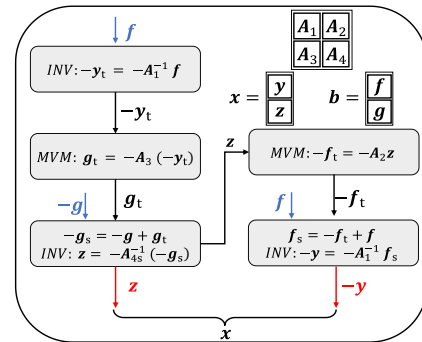 f
INV: −y_t = −A_1^{-1} f
−y_t
MVM: g_t = −A_3 (−y_t)
−g
g_t
−g_s = −g + g_t
INV: z = −A_{4s}^{-1} (−g_s)
z
A_1 A_2
A_3 A_4
x = y z
b = f g
z
MVM: −f_t = −A_2 z
f
−f_t
f_s = −f_t + f
INV: −y = −A_1^{-1} f_s
−y
x